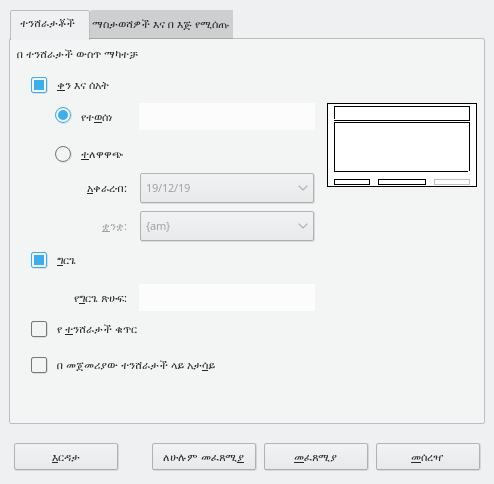 ተንሸራታቾች
ማስታወሻዎች እና በ እጅ የሚሰጡ
በ ተንሸራታች ውስጥ ማካተቻ
ቀን እና ሰአት
የተወሰነ
ተለዋዋጭ
አቀራረብ: 19/12/19
ቋንቋ: {am}
ግርጌ
የግርጌ ጽሁፍ:
የ ተንሸራታች ቁጥር
በ መጀመሪያው ተንሸራታች ላይ አታሳይ
እርዳታ
ለሁሉም መፈጸሚያ
መፈጸሚያ
መሰረዣ